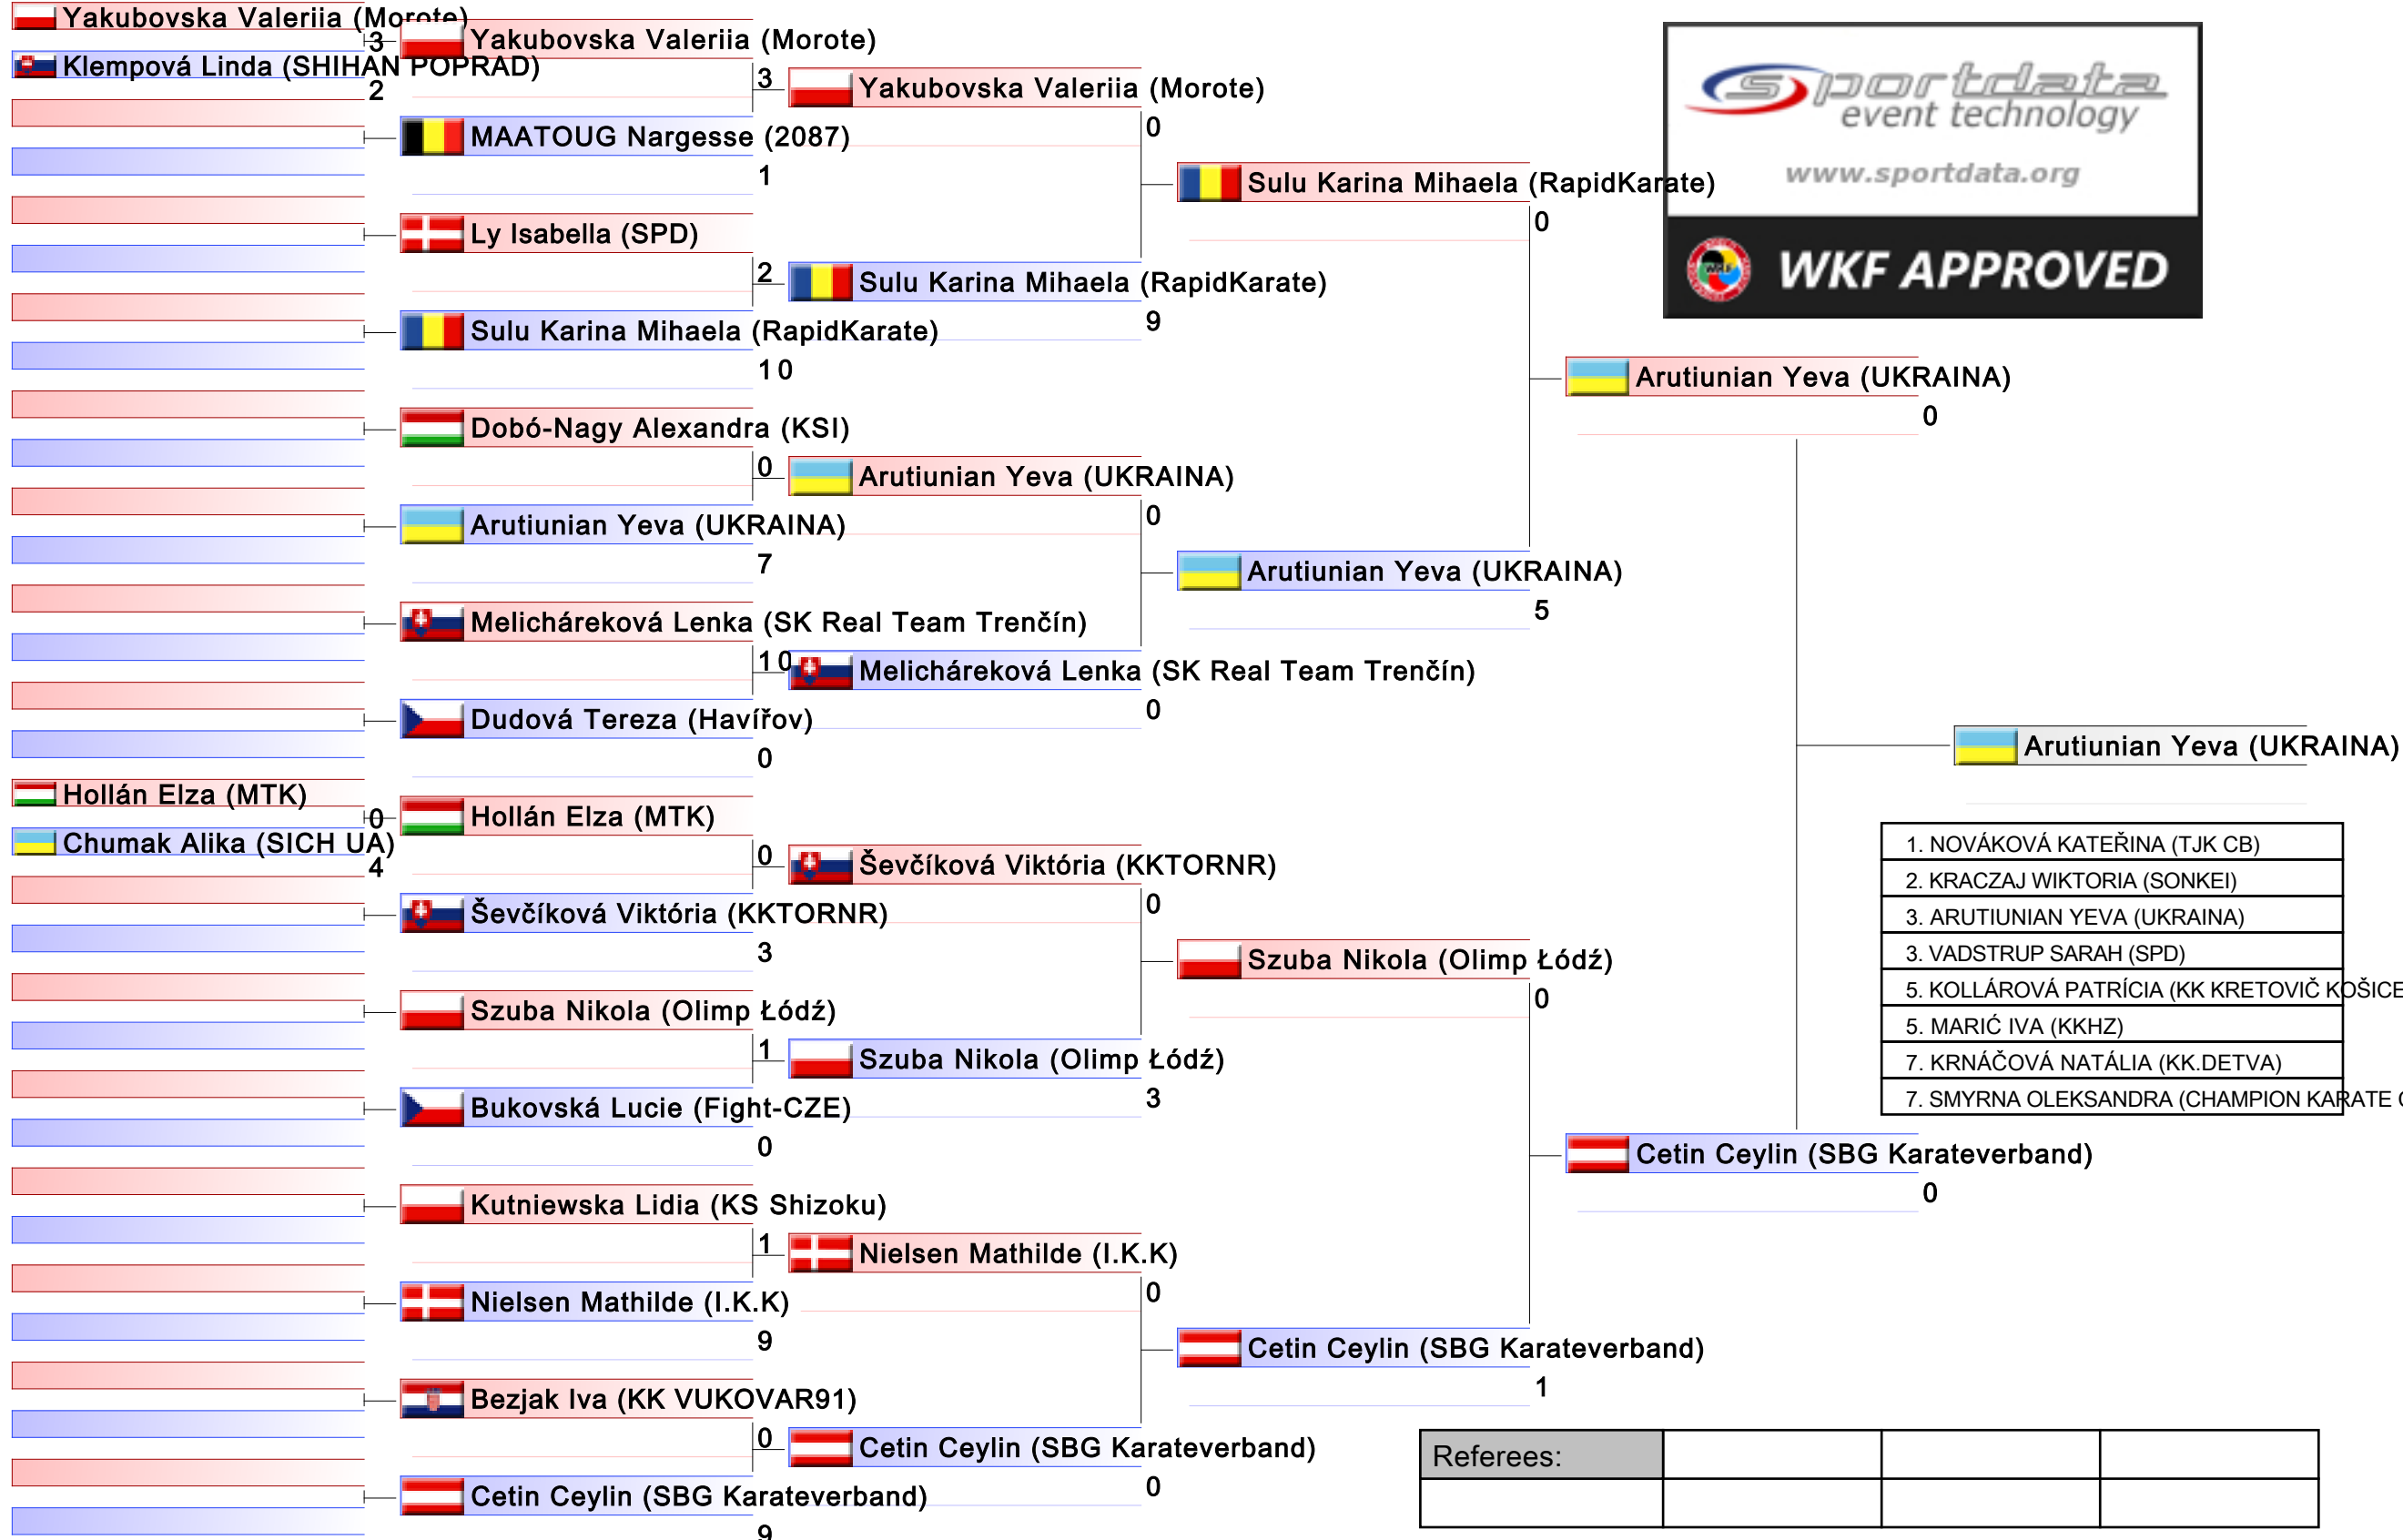 Yakubovska Valeriia (Morote)
3
Klempová Linda (SHIHAN POPRAD)
2
Hollán Elza (MTK)
0
Chumak Alika (SICH UA)
4
Yakubovska Valeriia (Morote)
3
MAATOUG Nargesse (2087)
1
Ly Isabella (SPD)
2
Sulu Karina Mihaela (RapidKarate)
10
Dobó-Nagy Alexandra (KSI)
0
Arutiunian Yeva (UKRAINA)
7
Melicháreková Lenka (SK Real Team Trenčín)
10
Dudová Tereza (Havířov)
0
Hollán Elza (MTK)
0
Ševčíková Viktória (KKTORNR)
3
Szuba Nikola (Olimp Łódź)
1
Bukovská Lucie (Fight-CZE)
0
Kutniewska Lidia (KS Shizoku)
1
Nielsen Mathilde (I.K.K)
9
Bezjak Iva (KK VUKOVAR91)
0
Cetin Ceylin (SBG Karateverband)
9
Yakubovska Valeriia (Morote)
0
Sulu Karina Mihaela (RapidKarate)
9
Arutiunian Yeva (UKRAINA)
0
Melicháreková Lenka (SK Real Team Trenčín)
0
Ševčíková Viktória (KKTORNR)
0
Szuba Nikola (Olimp Łódź)
3
Nielsen Mathilde (I.K.K)
0
Cetin Ceylin (SBG Karateverband)
0
Sulu Karina Mihaela (RapidKarate)
0
Arutiunian Yeva (UKRAINA)
5
Szuba Nikola (Olimp Łódź)
0
Cetin Ceylin (SBG Karateverband)
1
Arutiunian Yeva (UKRAINA)
0
Cetin Ceylin (SBG Karateverband)
0
Arutiunian Yeva (UKRAINA)
sportdata
event technology
www.sportdata.org
WKF
WKF APPROVED
1. NOVÁKOVÁ KATEŘINA (TJK CB)
2. KRACZAJ WIKTORIA (SONKEI)
3. ARUTIUNIAN YEVA (UKRAINA)
3. VADSTRUP SARAH (SPD)
5. KOLLÁROVÁ PATRÍCIA (KK KRETOVIČ KOŠICE
5. MARIĆ IVA (KKHZ)
7. KRNÁČOVÁ NATÁLIA (KK.DETVA)
7. SMYRNA OLEKSANDRA (CHAMPION KARATE
Referees: